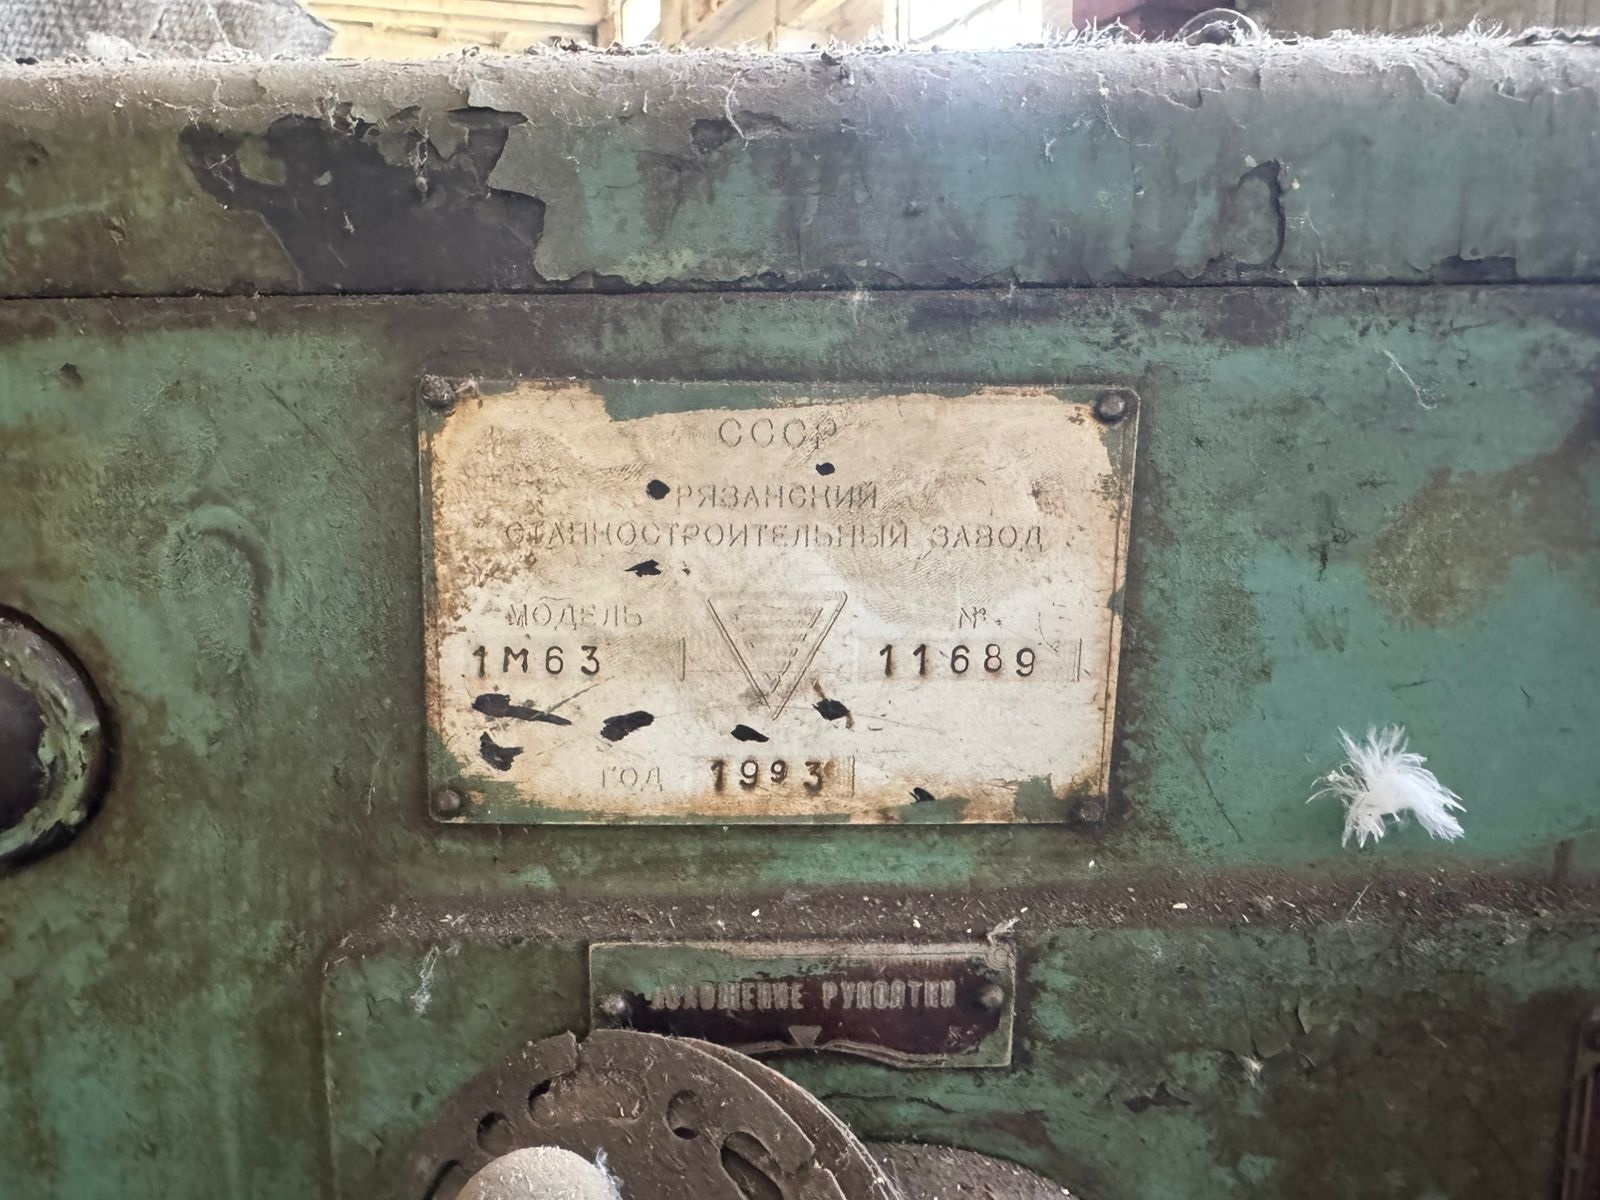 СССР
РЯЗАНСКИЙ
СТАНКОСТРОИТЕЛЬНЫЙ ЗАВОД
МОДЕЛЬ №
1М63 11689
ГОД 1993
ПОЛОЖЕНИЕ РУКОЯТКИ